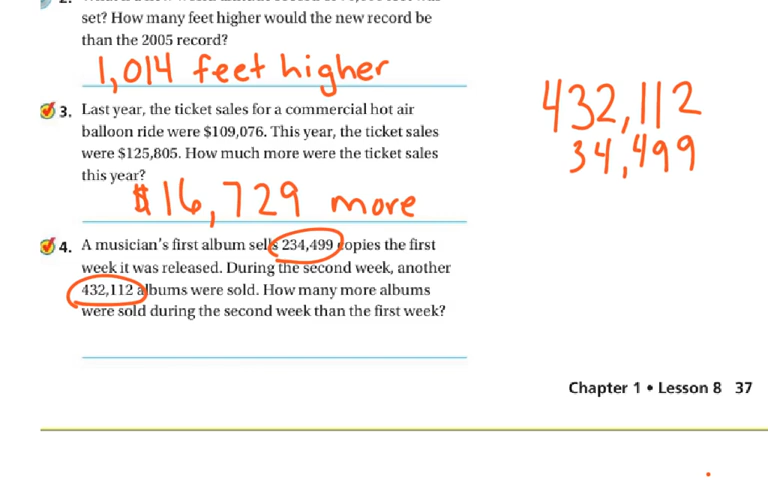 set? How many feet higher would the new record be
than the 2005 record?
1,014 feet higher
3. Last year, the ticket sales for a commercial hot air
balloon ride were $109,076. This year, the ticket sales
were $125,805. How much more were the ticket sales
this year?
$16,729 more
4. A musician's first album sells 234,499 copies the first
week it was released. During the second week, another
432,112 albums were sold. How many more albums
were sold during the second week than the first week?
432,112
34,499
Chapter 1 • Lesson 8 37